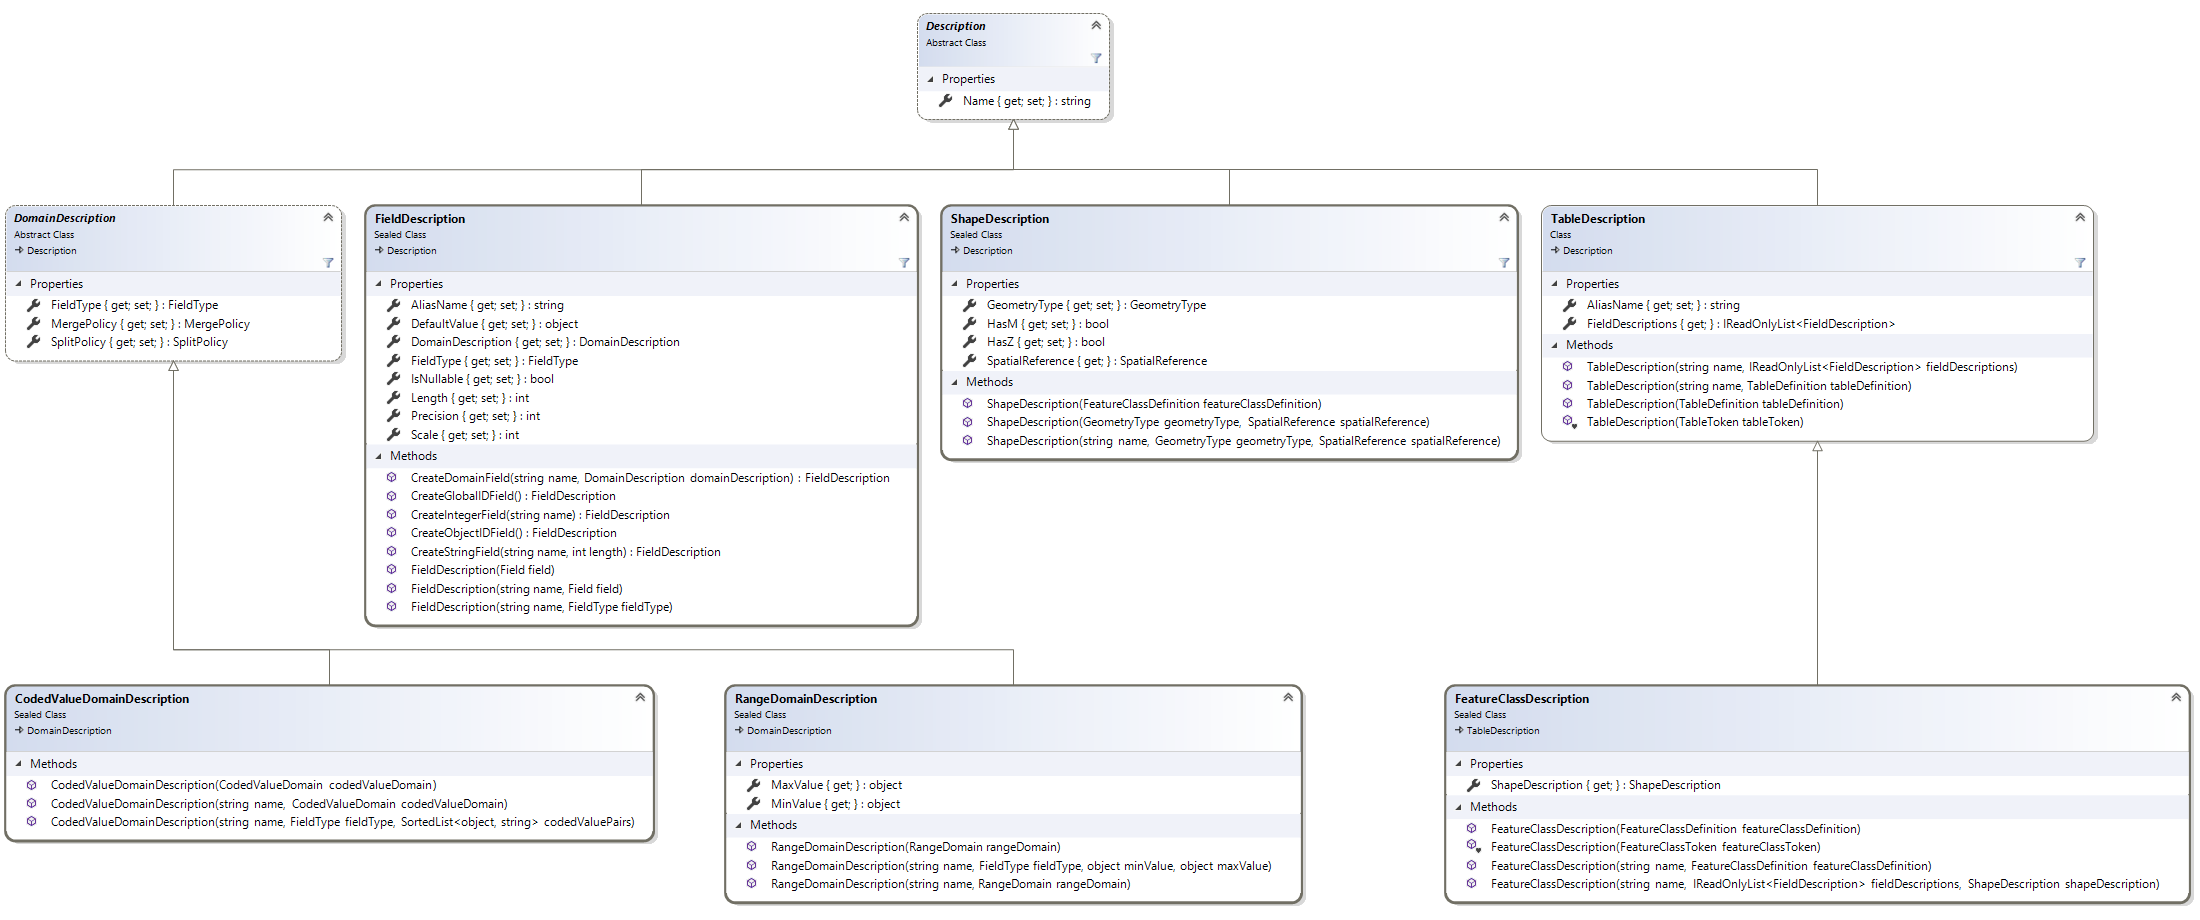 Description
Abstract Class
Properties
Name { get; set; } : string
DomainDescription
Abstract Class
Description
Properties
FieldType { get; set; } : FieldType
MergePolicy { get; set; } : MergePolicy
SplitPolicy { get; set; } : SplitPolicy
FieldDescription
Sealed Class
Description
Properties
AliasName { get; set; } : string
DefaultValue { get; set; } : object
DomainDescription { get; set; } : DomainDescription
FieldType { get; set; } : FieldType
IsNullable { get; set; } : bool
Length { get; set; } : int
Precision { get; set; } : int
Scale { get; set; } : int
Methods
CreateDomainField(string name, DomainDescription domainDescription) : FieldDescription
CreateGlobalIDField() : FieldDescription
CreateIntegerField(string name) : FieldDescription
CreateObjectIDField() : FieldDescription
CreateStringField(string name, int length) : FieldDescription
FieldDescription(Field field)
FieldDescription(string name, Field field)
FieldDescription(string name, FieldType fieldType)
ShapeDescription
Sealed Class
Description
Properties
GeometryType { get; set; } : GeometryType
HasM { get; set; } : bool
HasZ { get; set; } : bool
SpatialReference { get; } : SpatialReference
Methods
ShapeDescription(FeatureClassDefinition featureClassDefinition)
ShapeDescription(GeometryType geometryType, SpatialReference spatialReference)
ShapeDescription(string name, GeometryType geometryType, SpatialReference spatialReference)
TableDescription
Class
Description
Properties
AliasName { get; set; } : string
FieldDescriptions { get; } : IReadOnlyList<FieldDescription>
Methods
TableDescription(string name, IReadOnlyList<FieldDescription> fieldDescriptions)
TableDescription(string name, TableDefinition tableDefinition)
TableDescription(TableDefinition tableDefinition)
TableDescription(TableToken tableToken)
CodedValueDomainDescription
Sealed Class
DomainDescription
Methods
CodedValueDomainDescription(CodedValueDomain codedValueDomain)
CodedValueDomainDescription(string name, CodedValueDomain codedValueDomain)
CodedValueDomainDescription(string name, FieldType fieldType, SortedList<object, string> codedValuePairs)
RangeDomainDescription
Sealed Class
DomainDescription
Properties
MaxValue { get; } : object
MinValue { get; } : object
Methods
RangeDomainDescription(RangeDomain rangeDomain)
RangeDomainDescription(string name, FieldType fieldType, object minValue, object maxValue)
RangeDomainDescription(string name, RangeDomain rangeDomain)
FeatureClassDescription
Sealed Class
TableDescription
Properties
ShapeDescription { get; } : ShapeDescription
Methods
FeatureClassDescription(FeatureClassDefinition featureClassDefinition)
FeatureClassDescription(FeatureClassToken featureClassToken)
FeatureClassDescription(string name, FeatureClassDefinition featureClassDefinition)
FeatureClassDescription(string name, IReadOnlyList<FieldDescription> fieldDescriptions, ShapeDescription shapeDescription)